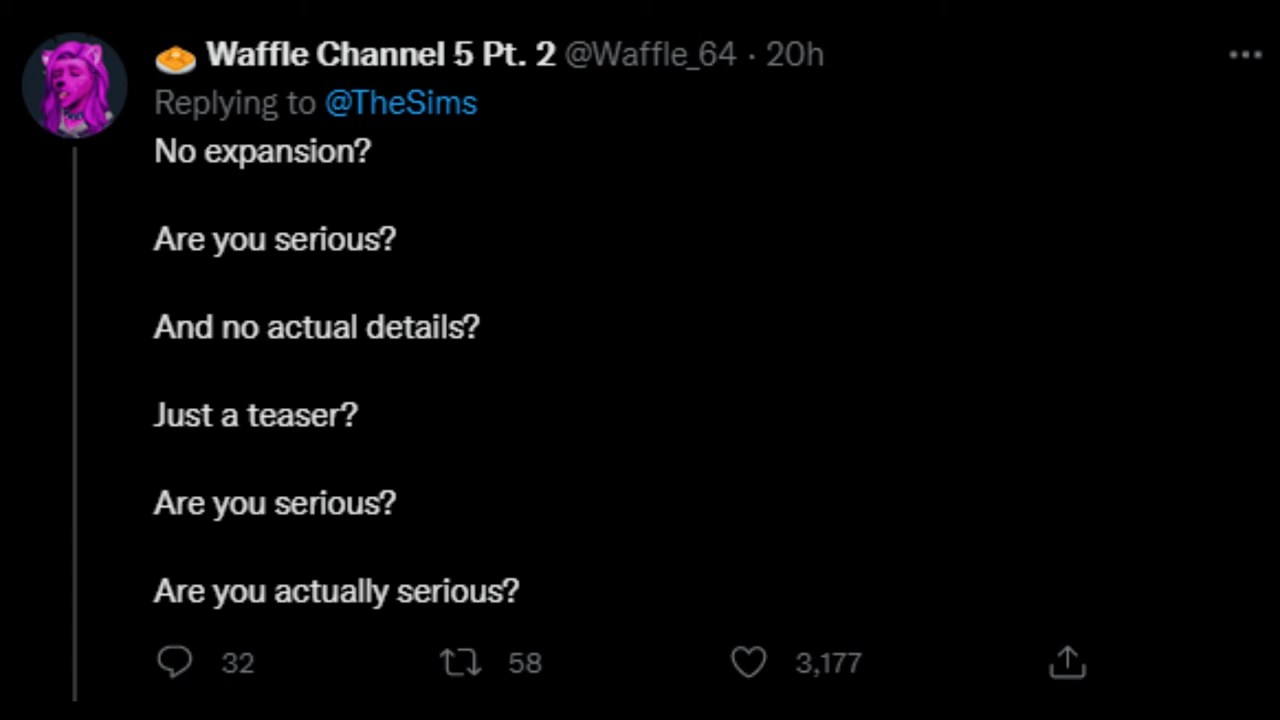 🧇 Waffle Channel 5 Pt. 2 @Waffle_64 · 20h
Replying to @TheSims
No expansion?
Are you serious?
And no actual details?
Just a teaser?
Are you serious?
Are you actually serious?
32 58 3,177